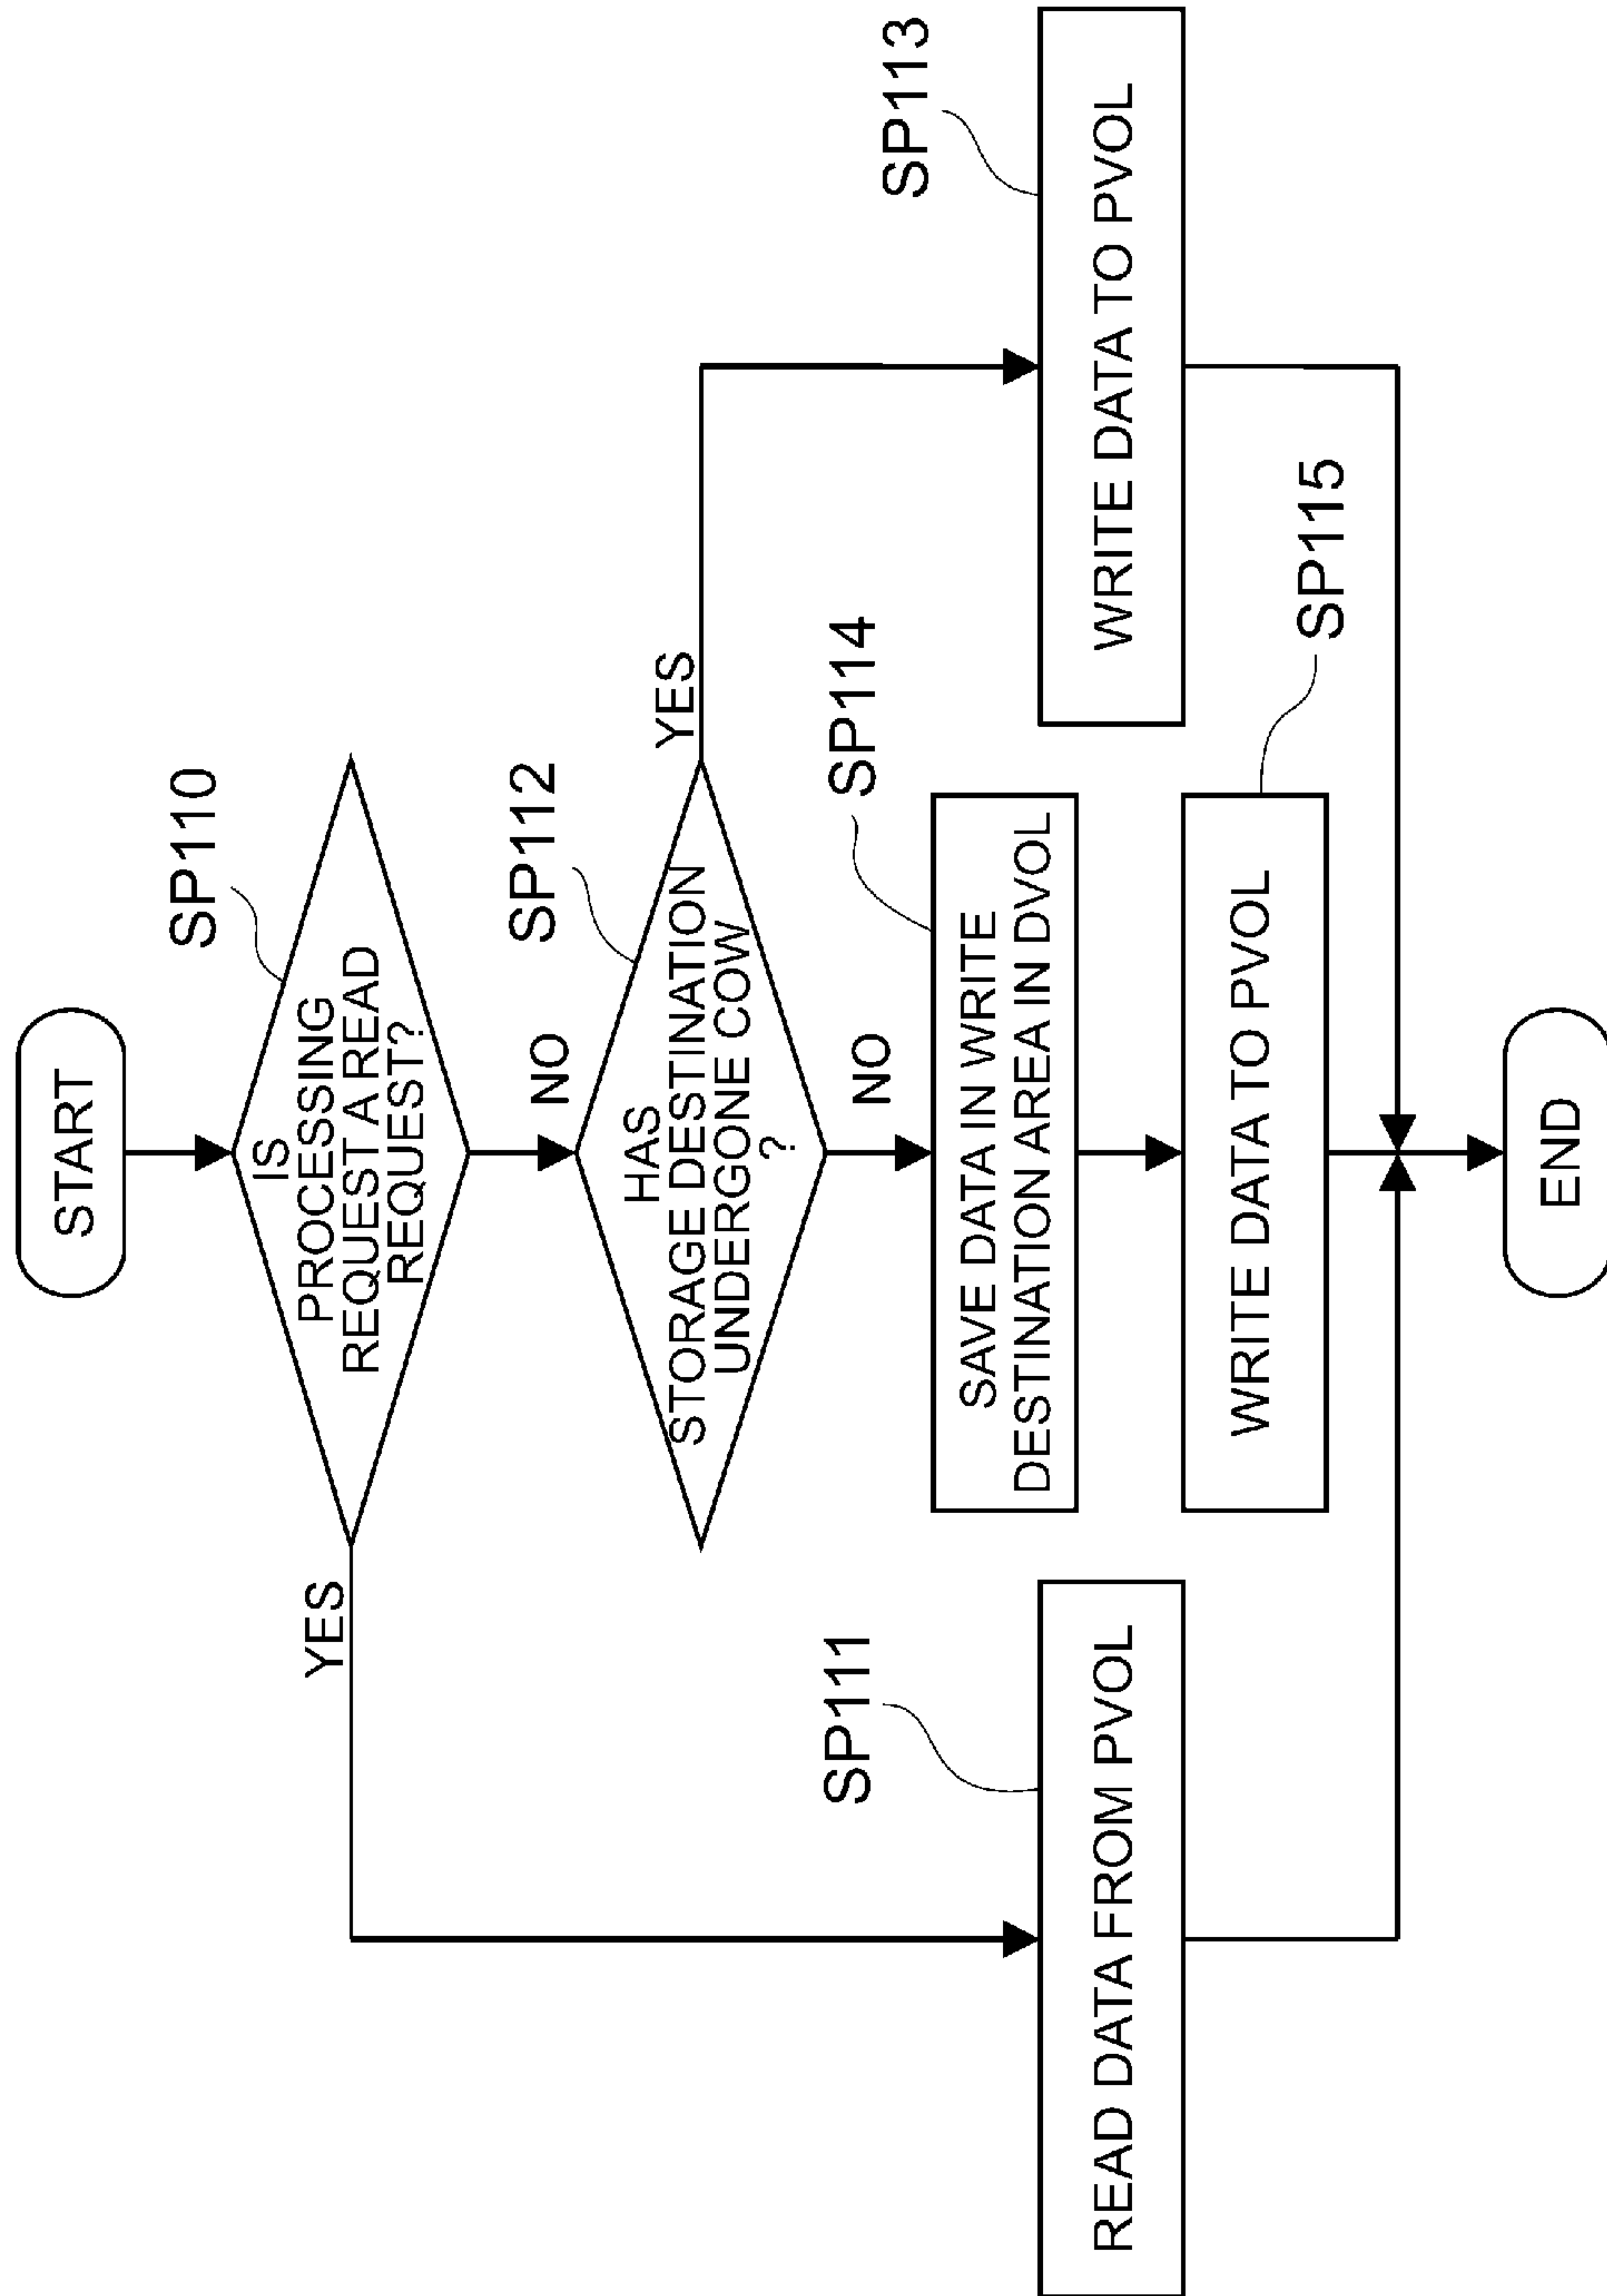 START
SP110
IS
PROCESSING
REQUEST A READ
REQUEST?
YES
NO
SP112
HAS
STORAGE DESTINATION
UNDERGONE COW
?
YES
NO
SP111
READ DATA FROM PVOL
SP114
SAVE DATA IN WRITE
DESTINATION AREA IN DVOL
SP113
WRITE DATA TO PVOL
SP115
WRITE DATA TO PVOL
END